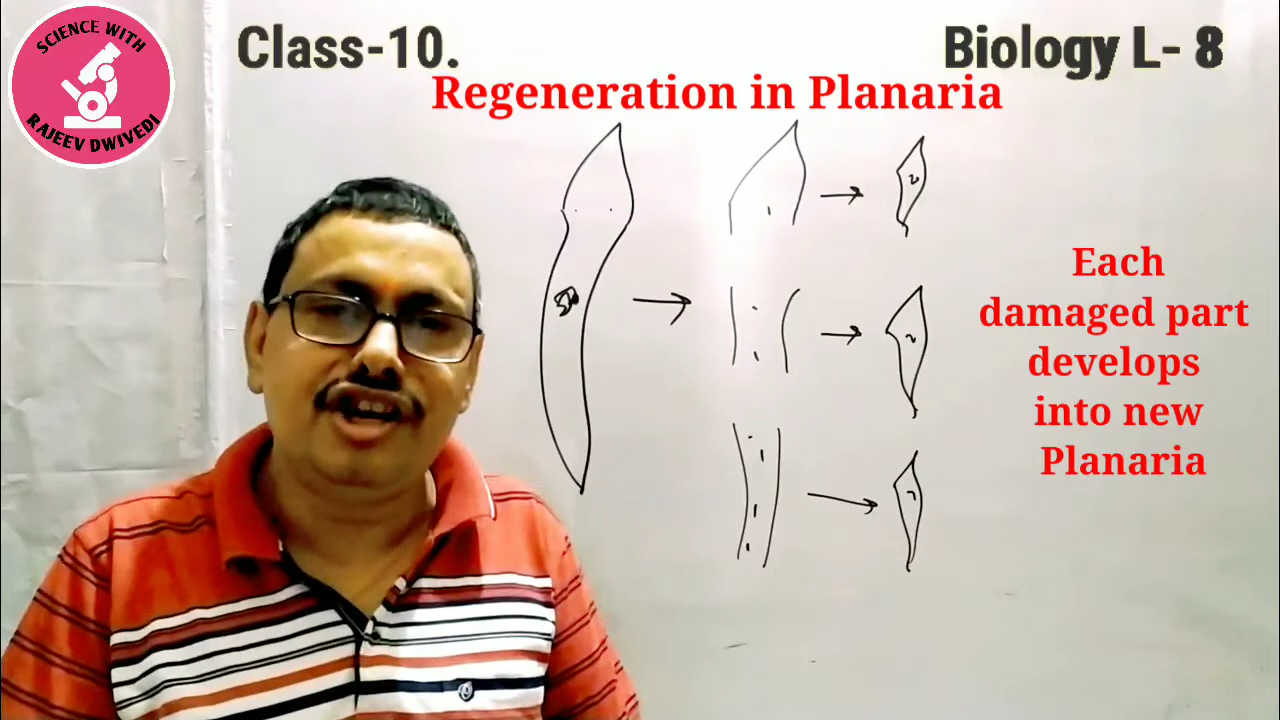 SCIENCE WITH
RAJEEV DWIVEDI
Class-10.
Biology L- 8
Regeneration in Planaria
Each
damaged part
develops
into new
Planaria